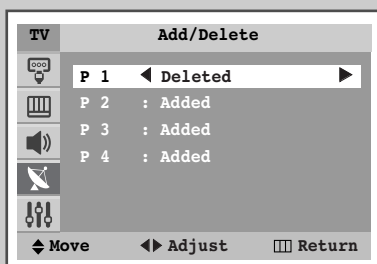 TV Add/Delete
P 1 ◀ Deleted ▶
P 2 : Added
P 3 : Added
P 4 : Added
Move Adjust Return